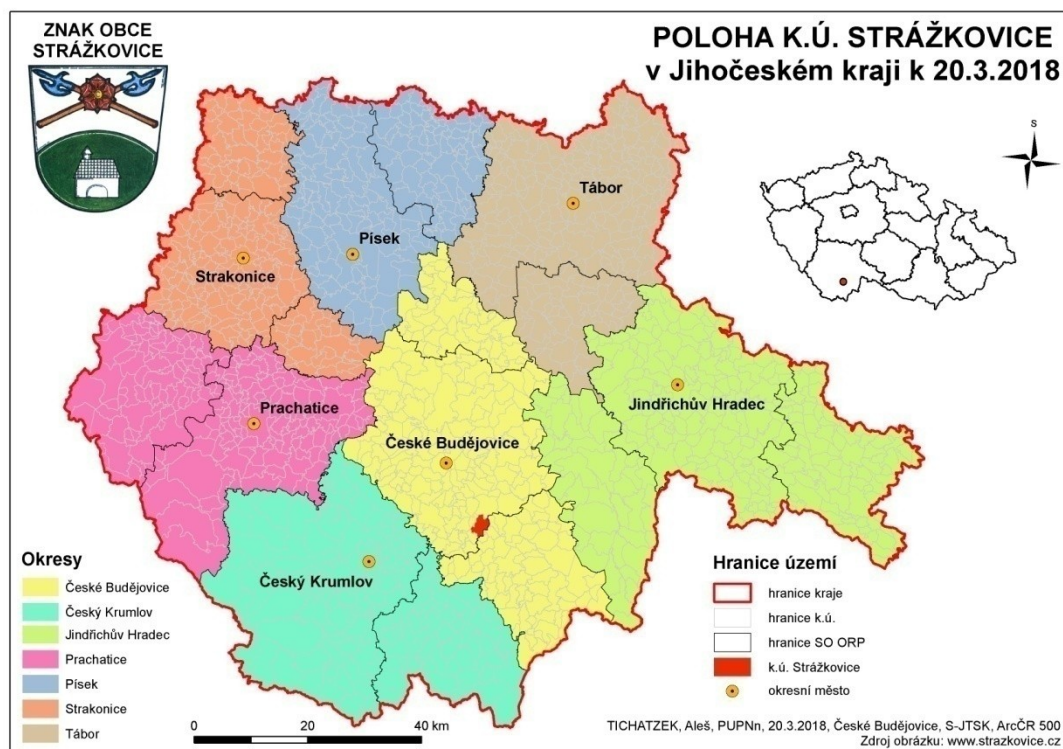 ZNAK OBCE
STRÁŽKOVICE
POLOHA K.Ú. STRÁŽKOVICE
v Jihočeském kraji k 20.3.2018
S
Tábor
Písek
Strakonice
Jindřichův Hradec
Prachatice
České Budějovice
Český Krumlov
Okresy
České Budějovice
Český Krumlov
Jindřichův Hradec
Prachatice
Písek
Strakonice
Tábor
Hranice území
hranice kraje
hranice k.ú.
hranice SO ORP
k.ú. Strážkovice
okresní město
0 20 40 km
TICHATZEK, Aleš, PUPNn, 20.3.2018, České Budějovice, S-JTSK, ArcČR 500
Zdroj obrázku: www.strazkovice.cz